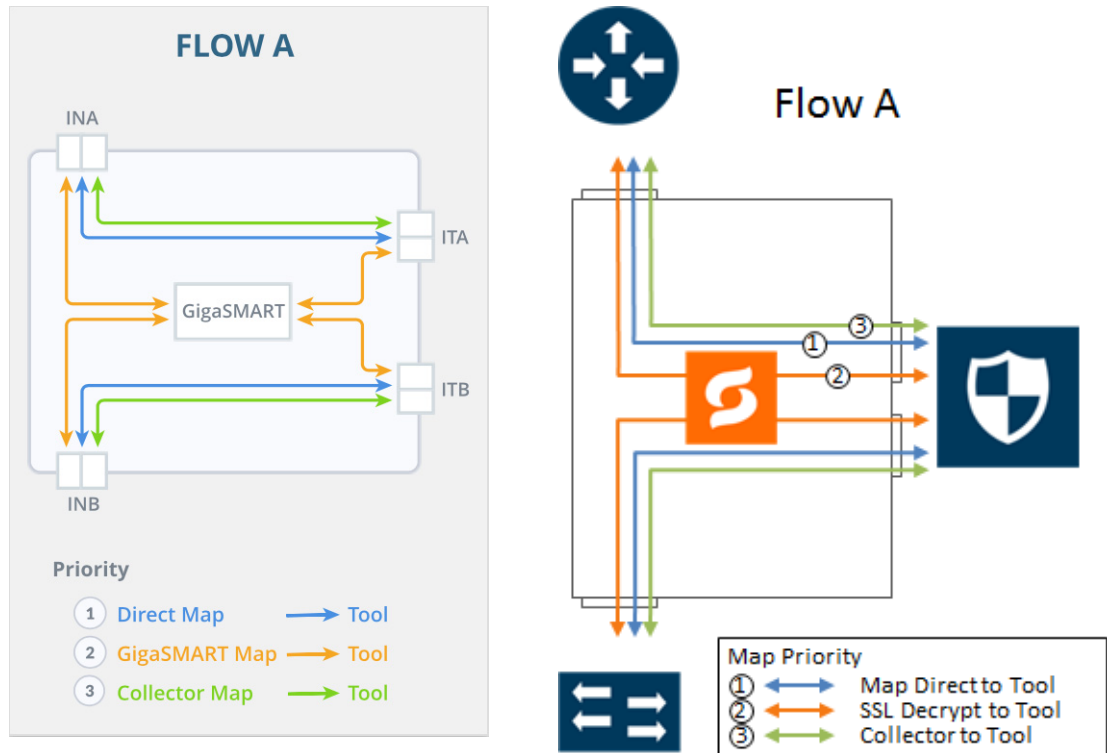 FLOW A
INA
ITA
GigaSMART
ITB
INB
Priority
1 Direct Map Tool
2 GigaSMART Map Tool
3 Collector Map Tool
Flow A
3
1
2
Map Priority
1 Map Direct to Tool
2 SSL Decrypt to Tool
3 Collector to Tool